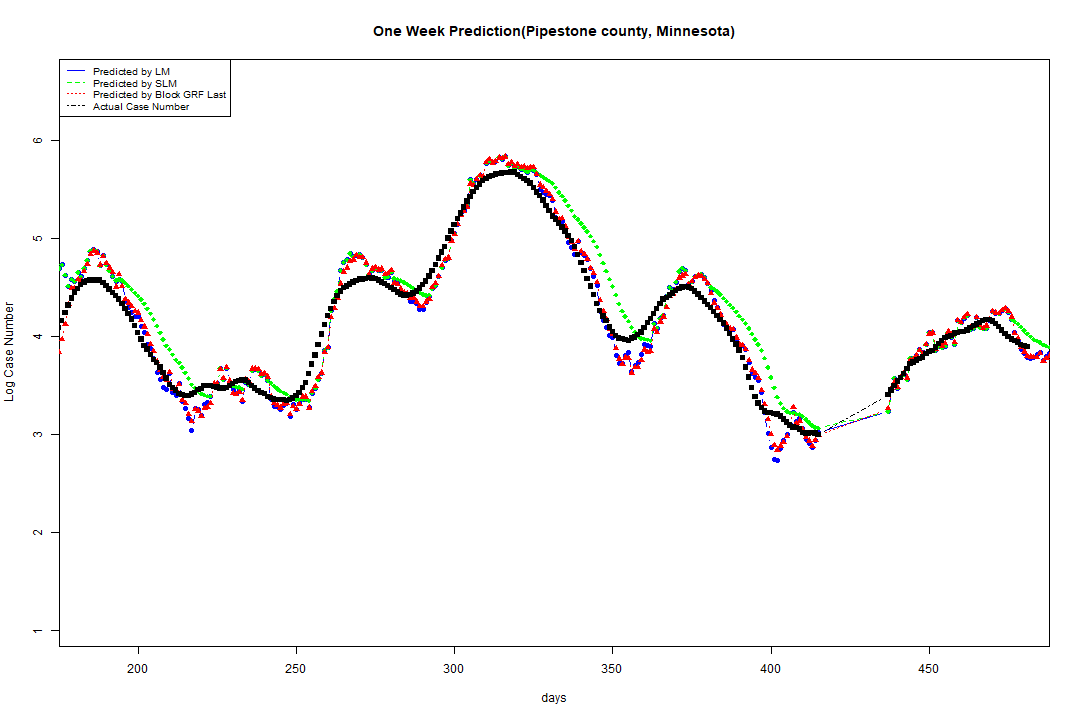 One Week Prediction(Pipestone county, Minnesota)
Predicted by LM
Predicted by SLM
Predicted by Block GRF Last
Actual Case Number
Log Case Number
6
5
4
3
2
1
200 250 300 350 400 450
days